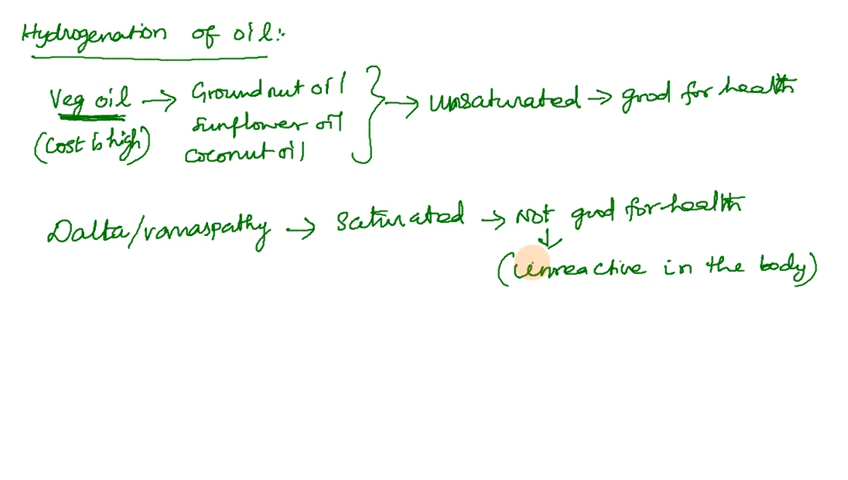 Hydrogenation of oil:-
Veg oil → Groundnut oil
(Cost is high)
Sunflower oil
coconut oil
→ Unsaturated → good for health
Dalta/vanaspathy → Saturated → Not good for health
↓
(Unreactive in the body)